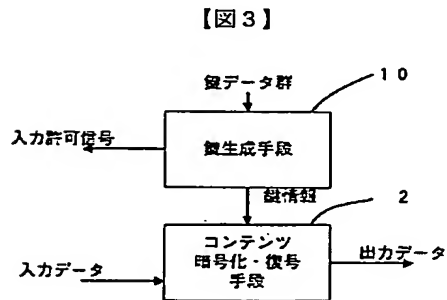 【図3】
10
鍵データ群
入力許可信号
鍵生成手段
鍵情報
2
コンテンツ
暗号化・復号
手段
入力データ
出力データ